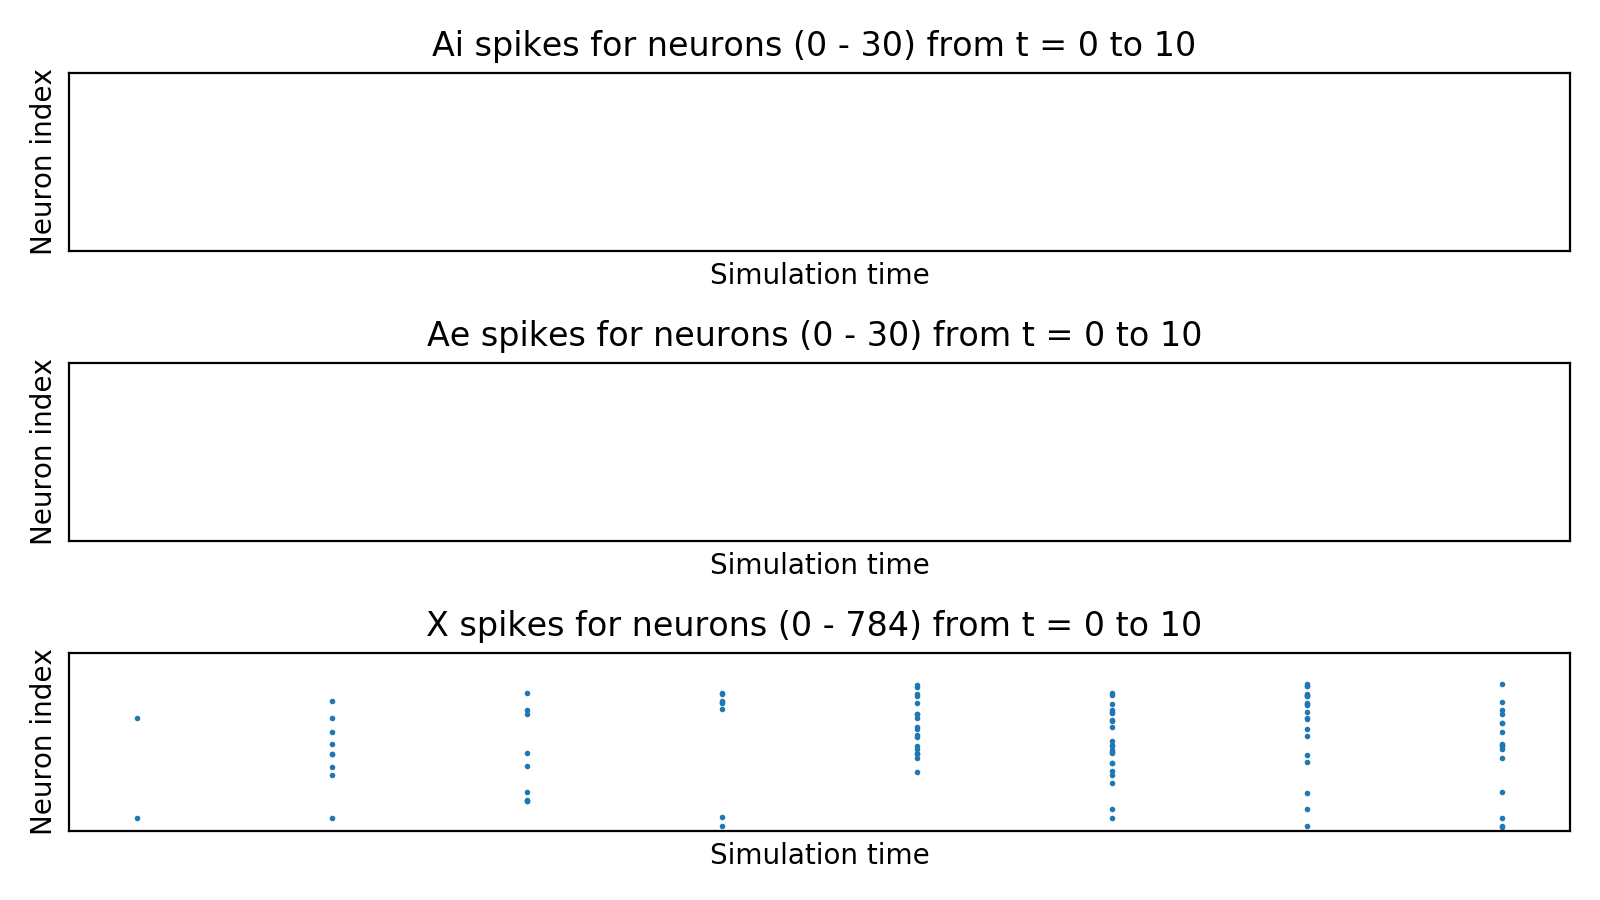 Ai spikes for neurons (0 - 30) from t = 0 to 10
Neuron index
Simulation time
Ae spikes for neurons (0 - 30) from t = 0 to 10
Neuron index
Simulation time
X spikes for neurons (0 - 784) from t = 0 to 10
Neuron index
Simulation time